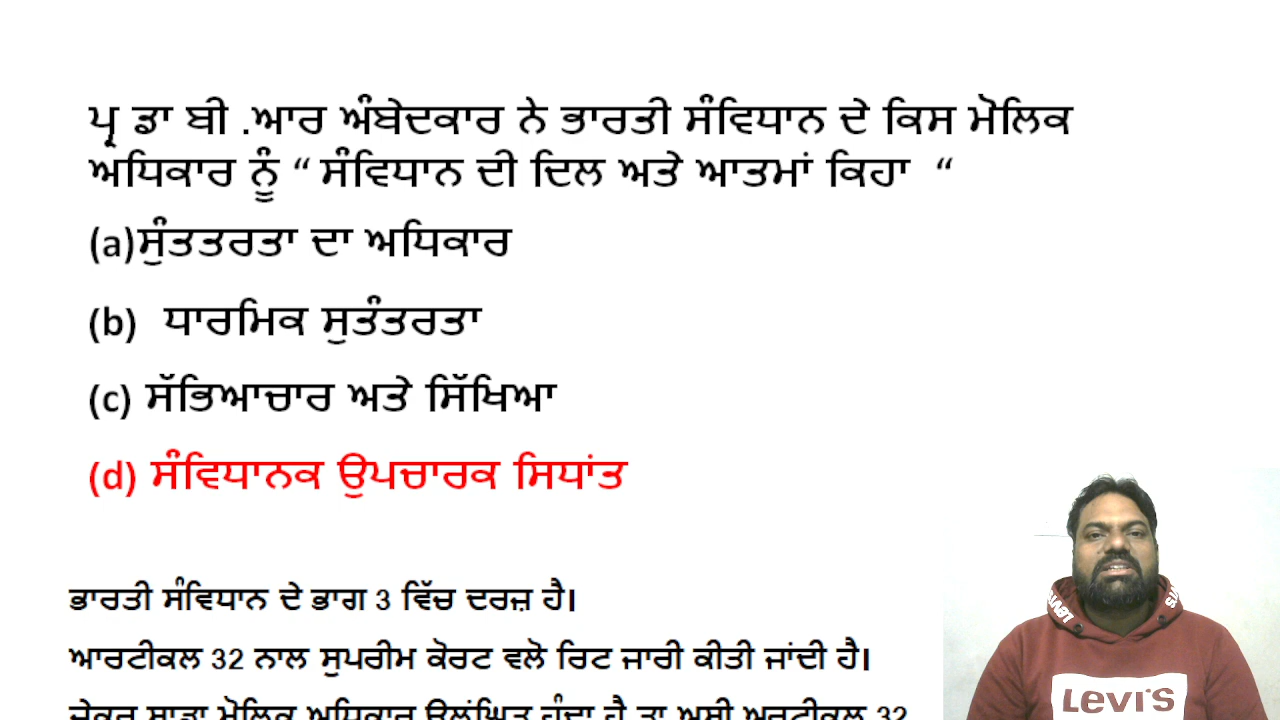 ਪ੍ਰ ਡਾ ਬੀ .ਆਰ ਅੰਬੇਦਕਾਰ ਨੇ ਭਾਰਤੀ ਸੰਵਿਧਾਨ ਦੇ ਕਿਸ ਮੋਲਿਕ
ਅਧਿਕਾਰ ਨੂੰ “ ਸੰਵਿਧਾਨ ਦੀ ਦਿਲ ਅਤੇ ਆਤਮਾਂ ਕਿਹਾ “
(a)ਸੁੰਤਤਰਤਾ ਦਾ ਅਧਿਕਾਰ
(b) ਧਾਰਮਿਕ ਸੁਤੰਤਰਤਾ
(c) ਸੱਭਿਆਚਾਰ ਅਤੇ ਸਿੱਖਿਆ
(d) ਸੰਵਿਧਾਨਕ ਉਪਚਾਰਕ ਸਿਧਾਂਤ
ਭਾਰਤੀ ਸੰਵਿਧਾਨ ਦੇ ਭਾਗ 3 ਵਿੱਚ ਦਰਜ਼ ਹੈ।
ਆਰਟੀਕਲ 32 ਨਾਲ ਸੁਪਰੀਮ ਕੋਰਟ ਵਲੋ ਰਿਟ ਜਾਰੀ ਕੀਤੀ ਜਾਂਦੀ ਹੈ।
ਜੇਕਰ ਸਾਡਾ ਮੋਲਿਕ ਅਧਿਕਾਰ ਉਲੰਘਿਤ ਹੁੰਦਾ ਹੈ ਤਾ ਅਸੀ ਅਰਟੀਕਲ 32
LEVI'S